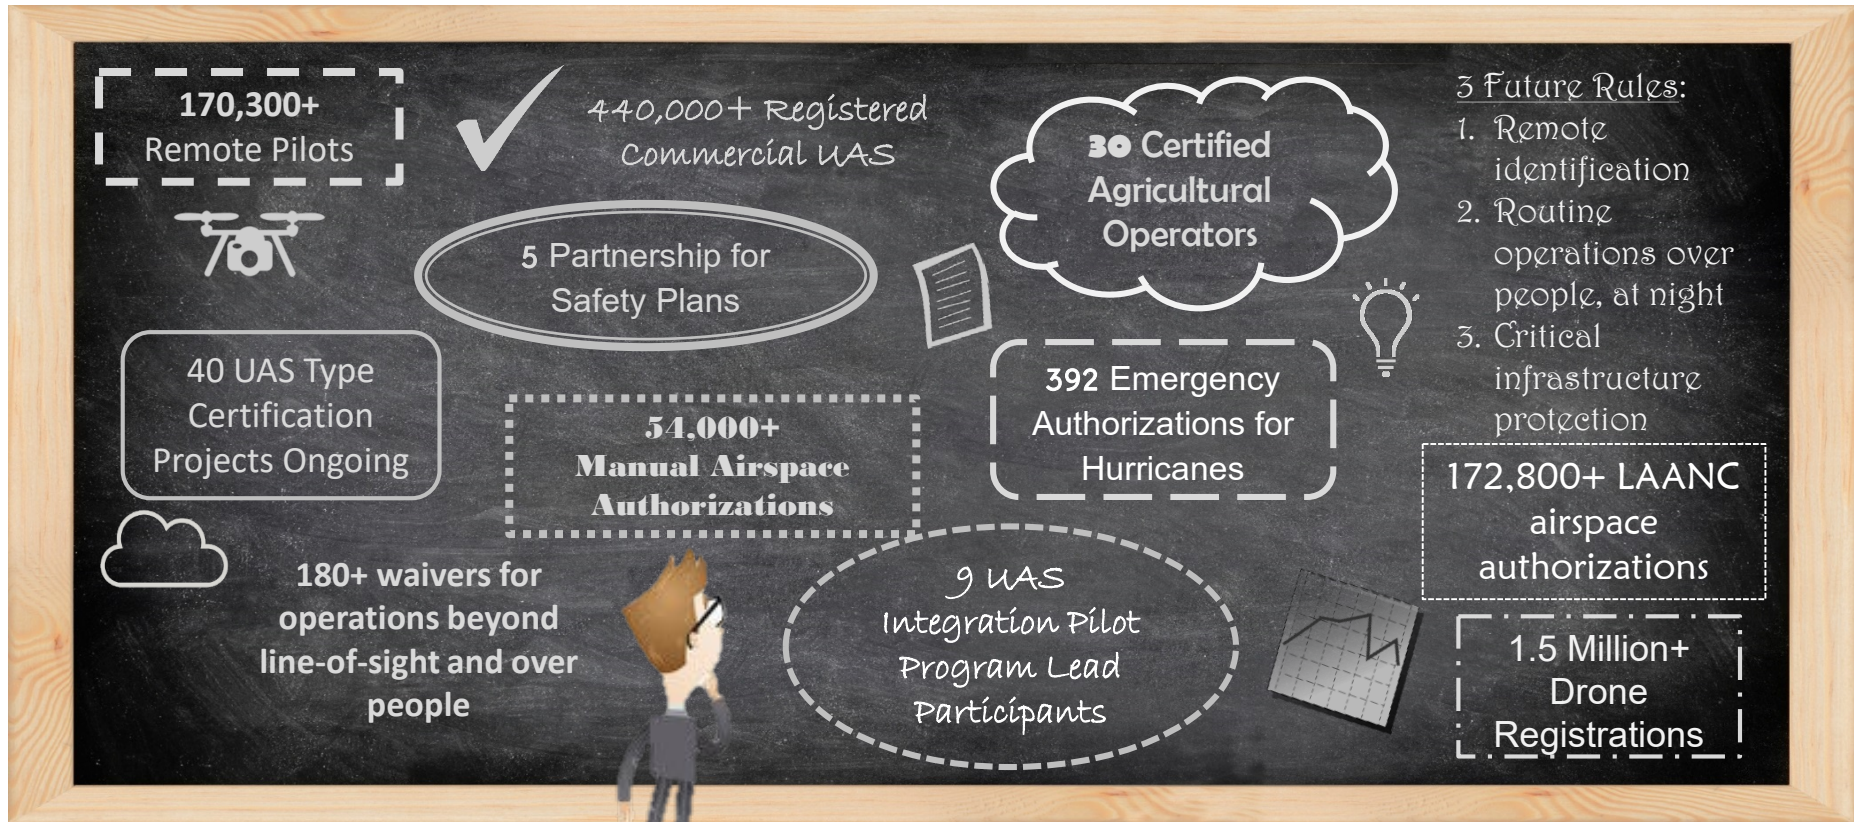 170,300+
Remote Pilots
440,000+ Registered
Commercial UAS
30 Certified
Agricultural
Operators
3 Future Rules:
1. Remote
identification
2. Routine
operations over
people, at night
3. Critical
infrastructure
protection
5 Partnership for
Safety Plans
40 UAS Type
Certification
Projects Ongoing
54,000+
Manual Airspace
Authorizations
392 Emergency
Authorizations for
Hurricanes
172,800+ LAANC
airspace
authorizations
180+ waivers for
operations beyond
line-of-sight and over
people
9 UAS
Integration Pilot
Program Lead
Participants
1.5 Million+
Drone
Registrations